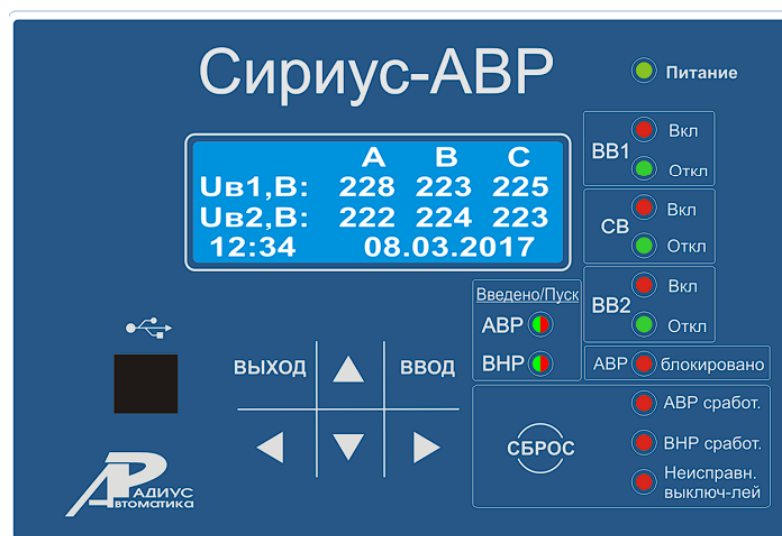 Сириус-АВР
Питание
A B C
Uв1,В: 228 223 225
Uв2,В: 222 224 223
12:34 08.03.2017
ВВ1
Вкл
Откл
СВ
Вкл
Откл
ВВ2
Вкл
Откл
Введено/Пуск
АВР
ВНР
АВР блокировано
ВЫХОД ВВОД
СБРОС
АВР сработ.
ВНР сработ.
Неисправн.
выключ-лей
РАДИУС
Автоматика